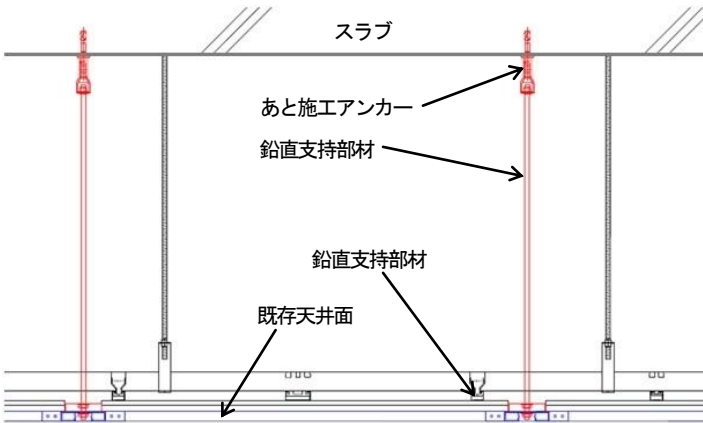 スラブ
あと施工アンカー
鉛直支持部材
鉛直支持部材
既存天井面